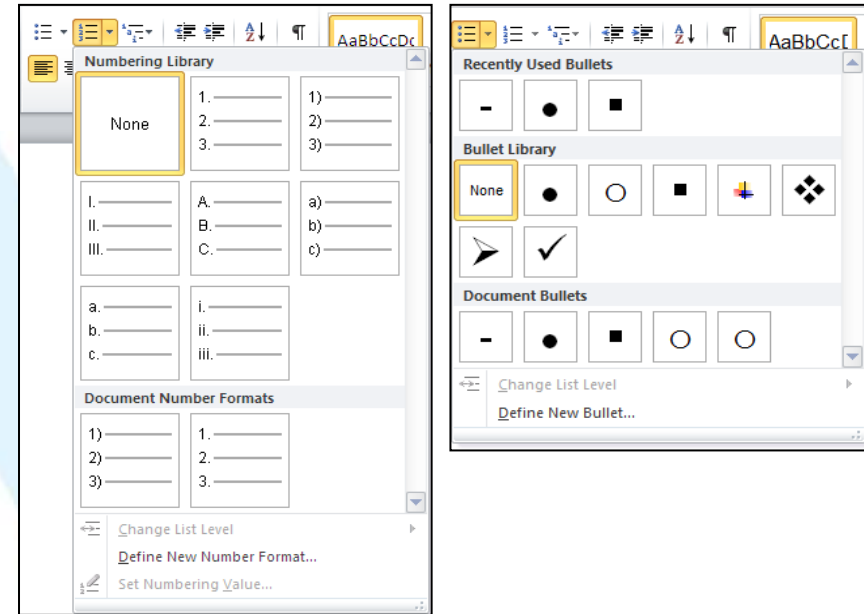 AaBbCcDc
Numbering Library
None
1.
2.
3.
1)
2)
3)
I.
II.
III.
A.
B.
C.
a)
b)
c)
a.
b.
c.
i.
ii.
iii.
Document Number Formats
1)
2)
3)
1.
2.
3.
Change List Level
Define New Number Format...
Set Numbering Value...
AaBbCc
Recently Used Bullets
Bullet Library
None
Document Bullets
Change List Level
Define New Bullet...